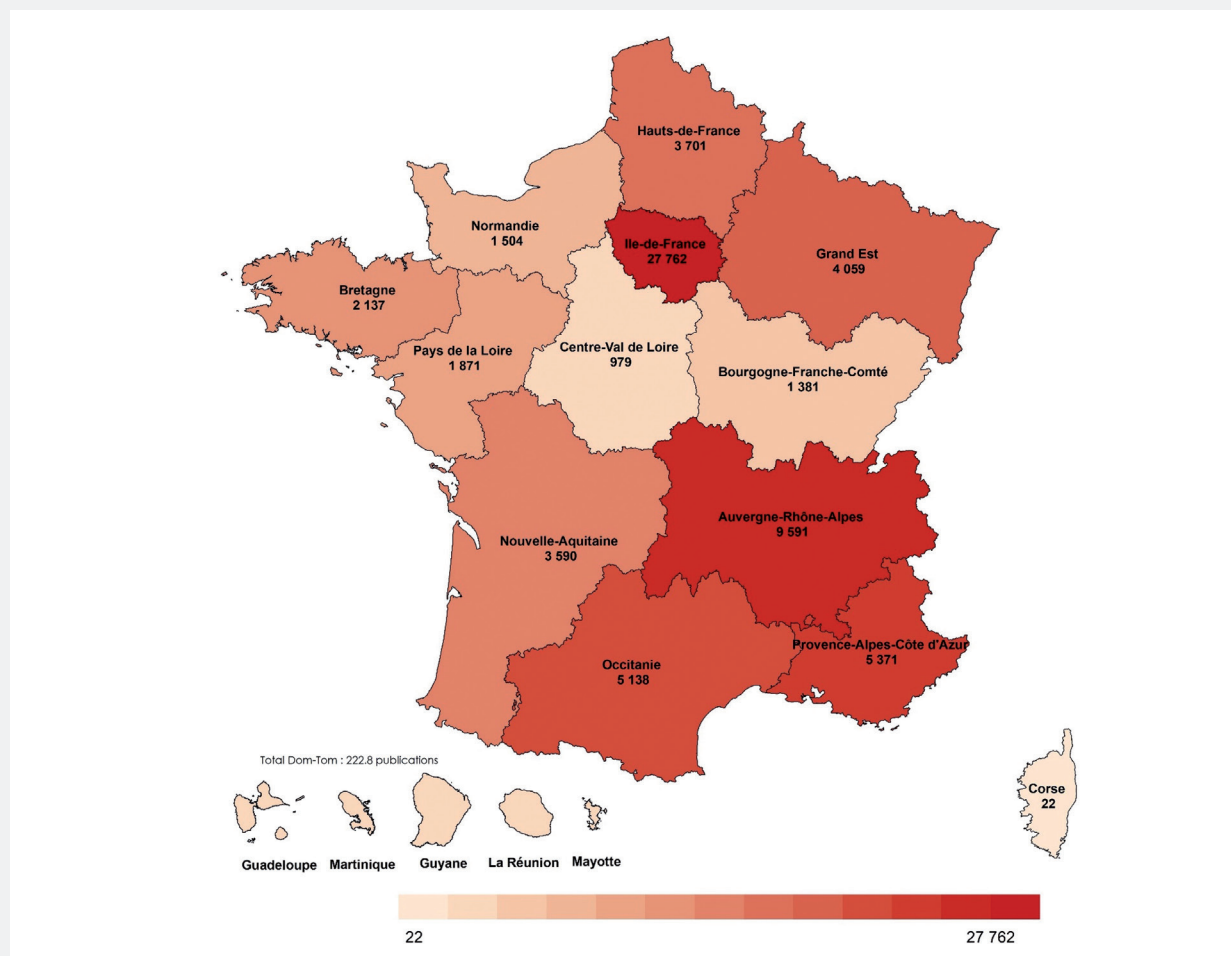 Hauts-de-France
3 701
Normandie
1 504
Ile-de-France
27 762
Grand Est
4 059
Bretagne
2 137
Pays de la Loire
1 871
Centre-Val de Loire
979
Bourgogne-Franche-Comté
1 381
Auvergne-Rhône-Alpes
9 591
Nouvelle-Aquitaine
3 590
Provence-Alpes-Côte d'Azur
5 371
Occitanie
5 138
Total Dom-Tom : 222.8 publications
Corse
22
Guadeloupe
Martinique
Guyane
La Réunion
Mayotte
22
27 762